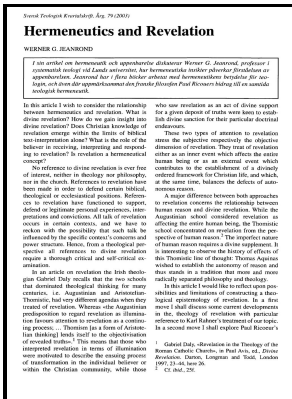 Svensk Teologisk Kvartalskrift. Årg. 79 (2003)
Hermeneutics and Revelation
WERNER G. JEANROND
I sin artikel om hermeneutik och uppenbarelse diskuterar Werner G. Jeanrond, professor i
systematisk teologi vid Lunds universitet, hur hermeneutiska insikter påverkar förståelsen av
uppenbarelsen. Jeanrond har i flera böcker arbetat med hermeneutikens betydelse för teo-
login, och även där uppmärksammat den franske filosofen Paul Ricoeurs bidrag till en samtida
teologisk hermeneutik.
In this article I wish to consider the relationship
between hermeneutics and revelation. What is
divine revelation? How do we gain insight into
divine revelation? Does Christian knowledge of
revelation emerge within the limits of biblical
text-interpretation alone? What is the role of the
believer in receiving, interpreting and respond-
ing to revelation? Is revelation a hermeneutical
concept?
No reference to divine revelation is ever free
of interest, neither in theology nor philosophy,
nor in the church. References to revelation have
been made in order to defend certain biblical,
theological or ecclesiastical positions. Referen-
ces to revelation have functioned to support,
defend or legitimate personal experiences, inter-
pretations and convictions. All talk of revelation
occurs in certain contexts, and we have to
reckon with the possibility that such talk be
influenced by the speaker's concerns and
power structure. Hence, from a theological per-
spective all references to divine revelation
require a thorough critical and self-critical ex-
amination.
In an article on revelation the Irish theolog-
ian Gabriel Daly recalls that the two schools
that dominated theological thinking for many
centuries, i.e. Augustinian and Aristotelian-
Thomistic, had very different agendas when they
treated of revelation. Whereas »the Augustinian
predisposition to regard revelation as illumina-
tion favours attention to revelation as a conti-
nuing process; ... Thomism [as a form of Aristote-
lian thinking] lends itself to the objectivisation
of revealed truths».¹ This means that those who
interpreted revelation in terms of illumination
were motivated to describe the ensuing process
of transformation in the individual believer or
within the Christian community, while those
who saw revelation as an act of divine support
for a given deposit of truths were keen to estab-
lish divine sanction for their particular doctrinal
endeavours.
These two types of attention to revelation
stress the subjective respectively the objective
dimension of revelation. They treat of revelation
either as an inner event which affects the entire
human being or as an external event which
contributes to the establishment of a divinely
ordered framework for Christian life, and which,
at the same time, balances the defects of auto-
nomous reason.
A major difference between both approaches
to revelation concerns the relationship between
human reason and divine revelation. While the
Augustinian school considered revelation as
affecting the entire human being, the Thomistic
school concentrated on revelation from the per-
spective of human reason.² The imperfect nature
of human reason requires a divine supplement. It
is interesting to observe the history of effects of
this Thomistic line of thought: Thomas Aquinas
wished to establish the autonomy of reason and
thus stands in a tradition that more and more
radically separated philosophy and theology.
In this article I would like to reflect upon pos-
sibilities and limitations of constructing a theo-
logical epistemology of revelation. In a first
move I shall discuss some current developments
in the theology of revelation with particular
reference to Karl Rahner's treatment of our topic.
In a second move I shall explore Paul Ricoeur's
1 Gabriel Daly, «Revelation in the Theology of the
Roman Catholic Church», in Paul Avis, ed., Divine
Revelation. Darton, Longman and Todd, London
1997, 23–44, here 26.
2 Cf. ibid., 25f.